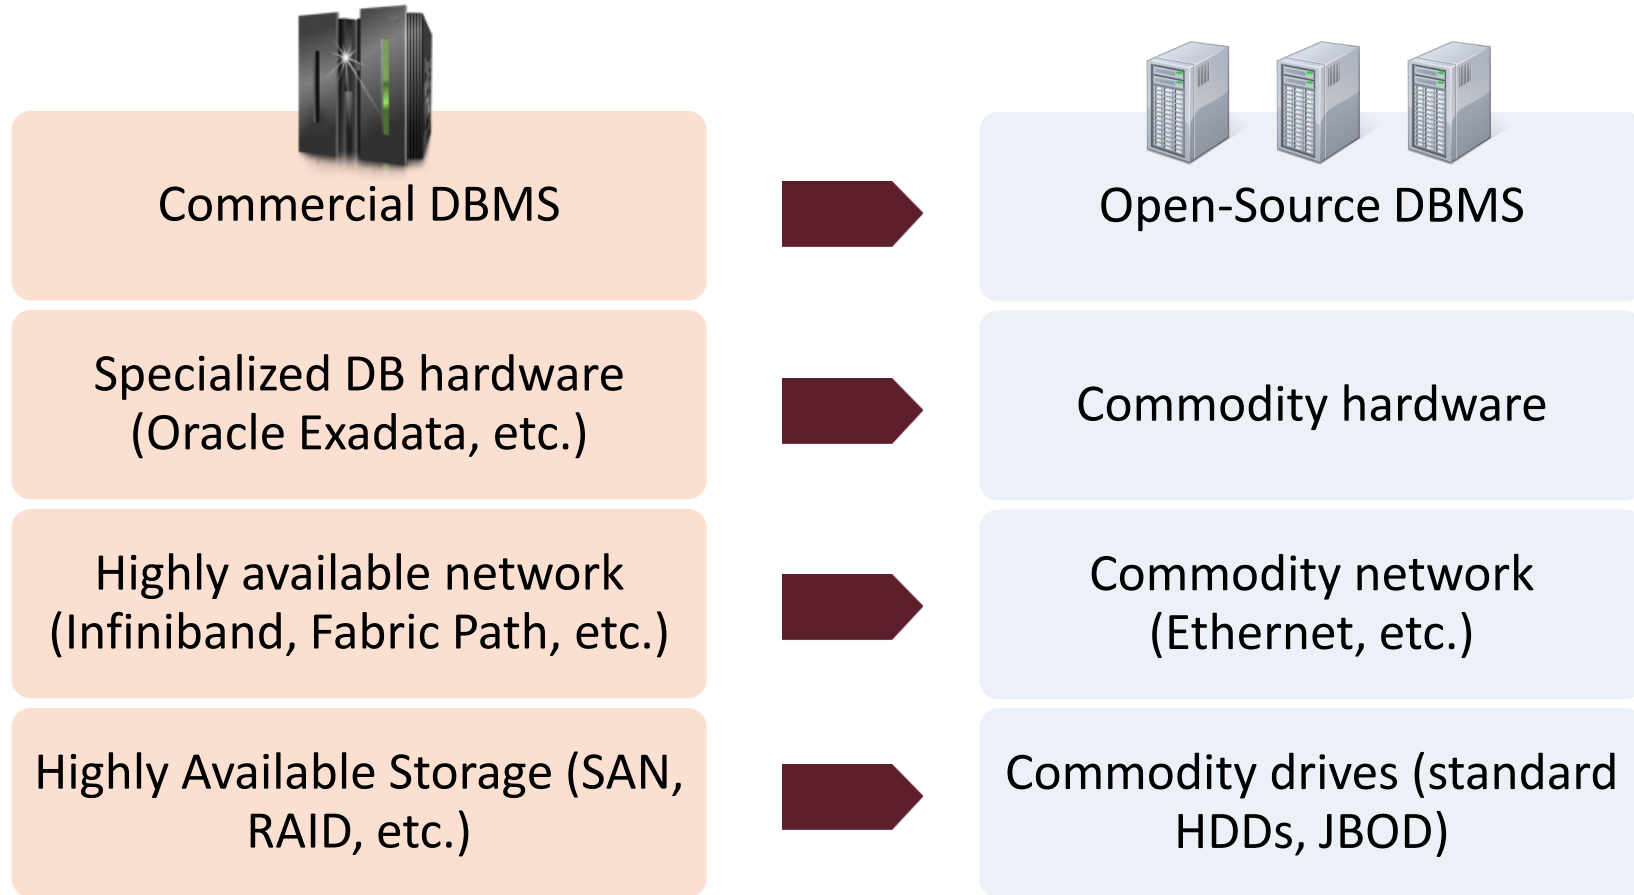 Commercial DBMS
Open-Source DBMS
Specialized DB hardware
(Oracle Exadata, etc.)
Commodity hardware
Highly available network
(Infiniband, Fabric Path, etc.)
Commodity network
(Ethernet, etc.)
Highly Available Storage (SAN,
RAID, etc.)
Commodity drives (standard
HDDs, JBOD)